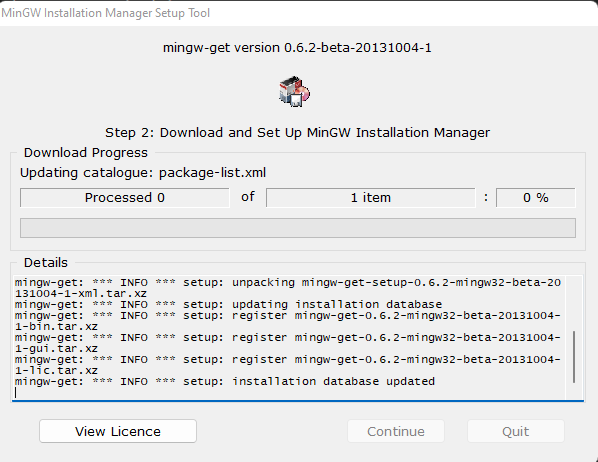 MinGW Installation Manager Setup Tool
mingw-get version 0.6.2-beta-20131004-1
Step 2: Download and Set Up MinGW Installation Manager
Download Progress
Updating catalogue: package-list.xml
Processed 0 of 1 item : 0 %
Details
mingw-get: *** INFO *** setup: unpacking mingw-get-setup-0.6.2-mingw32-beta-20
131004-1-xml.tar.xz
mingw-get: *** INFO *** setup: updating installation database
mingw-get: *** INFO *** setup: register mingw-get-0.6.2-mingw32-beta-20131004-
1-bin.tar.xz
mingw-get: *** INFO *** setup: register mingw-get-0.6.2-mingw32-beta-20131004-
1-gui.tar.xz
mingw-get: *** INFO *** setup: register mingw-get-0.6.2-mingw32-beta-20131004-
1-lic.tar.xz
mingw-get: *** INFO *** setup: installation database updated
View Licence Continue Quit